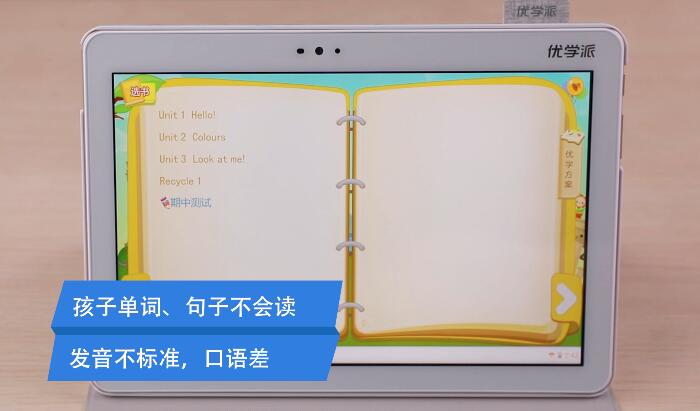 优学派
优学派
选书
Unit 1 Hello!
Unit 2 Colours
Unit 3 Look at me!
Recycle 1
期中测试
优学方案
孩子单词、句子不会读
发音不标准，口语差